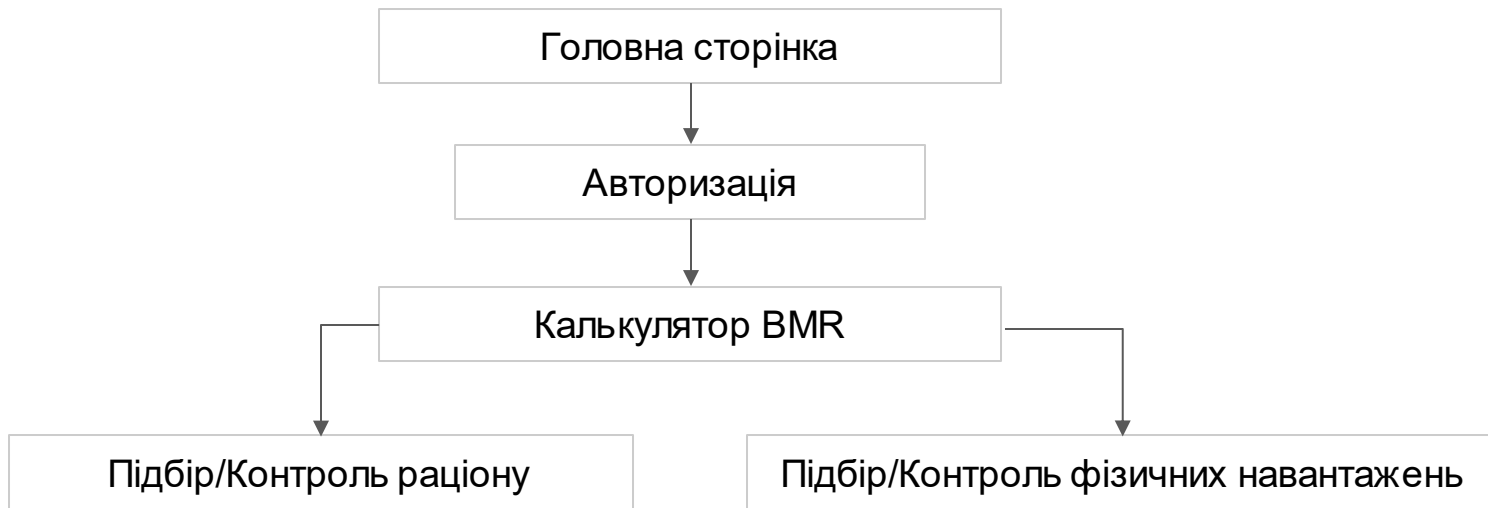 Головна сторінка
Авторизація
Калькулятор BMR
Підбір/Контроль раціону
Підбір/Контроль фізичних навантажень